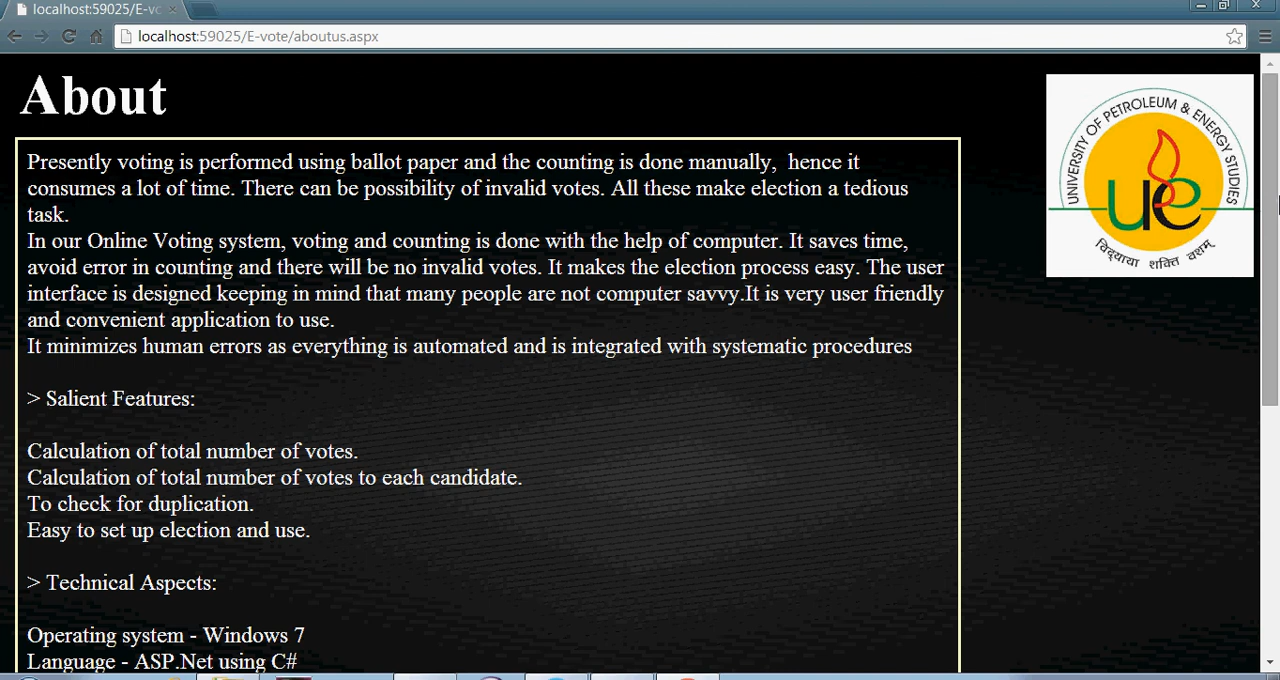 localhost:59025/E-vo
localhost:59025/E-vote/aboutus.aspx
About
UNIVERSITY OF PETROLEUM & ENERGY STUDIES
विद्याया शक्ति वशम्
Presently voting is performed using ballot paper and the counting is done manually,  hence it
consumes a lot of time. There can be possibility of invalid votes. All these make election a tedious
task.
In our Online Voting system, voting and counting is done with the help of computer. It saves time,
avoid error in counting and there will be no invalid votes. It makes the election process easy. The user
interface is designed keeping in mind that many people are not computer savvy.It is very user friendly
and convenient application to use.
It minimizes human errors as everything is automated and is integrated with systematic procedures
> Salient Features:
Calculation of total number of votes.
Calculation of total number of votes to each candidate.
To check for duplication.
Easy to set up election and use.
> Technical Aspects:
Operating system - Windows 7
Language - ASP.Net using C#